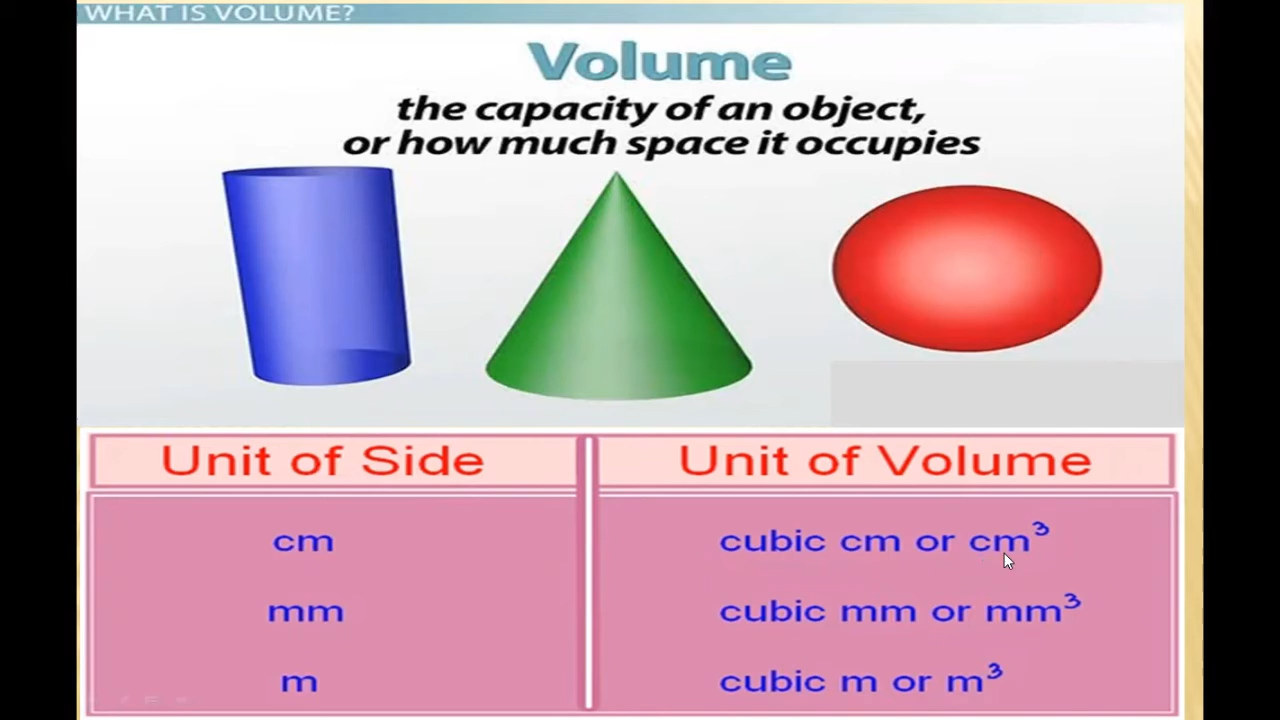 WHAT IS VOLUME?
Volume
the capacity of an object,
or how much space it occupies
Unit of Side Unit of Volume
cm cubic cm or cm³
mm cubic mm or mm³
m cubic m or m³